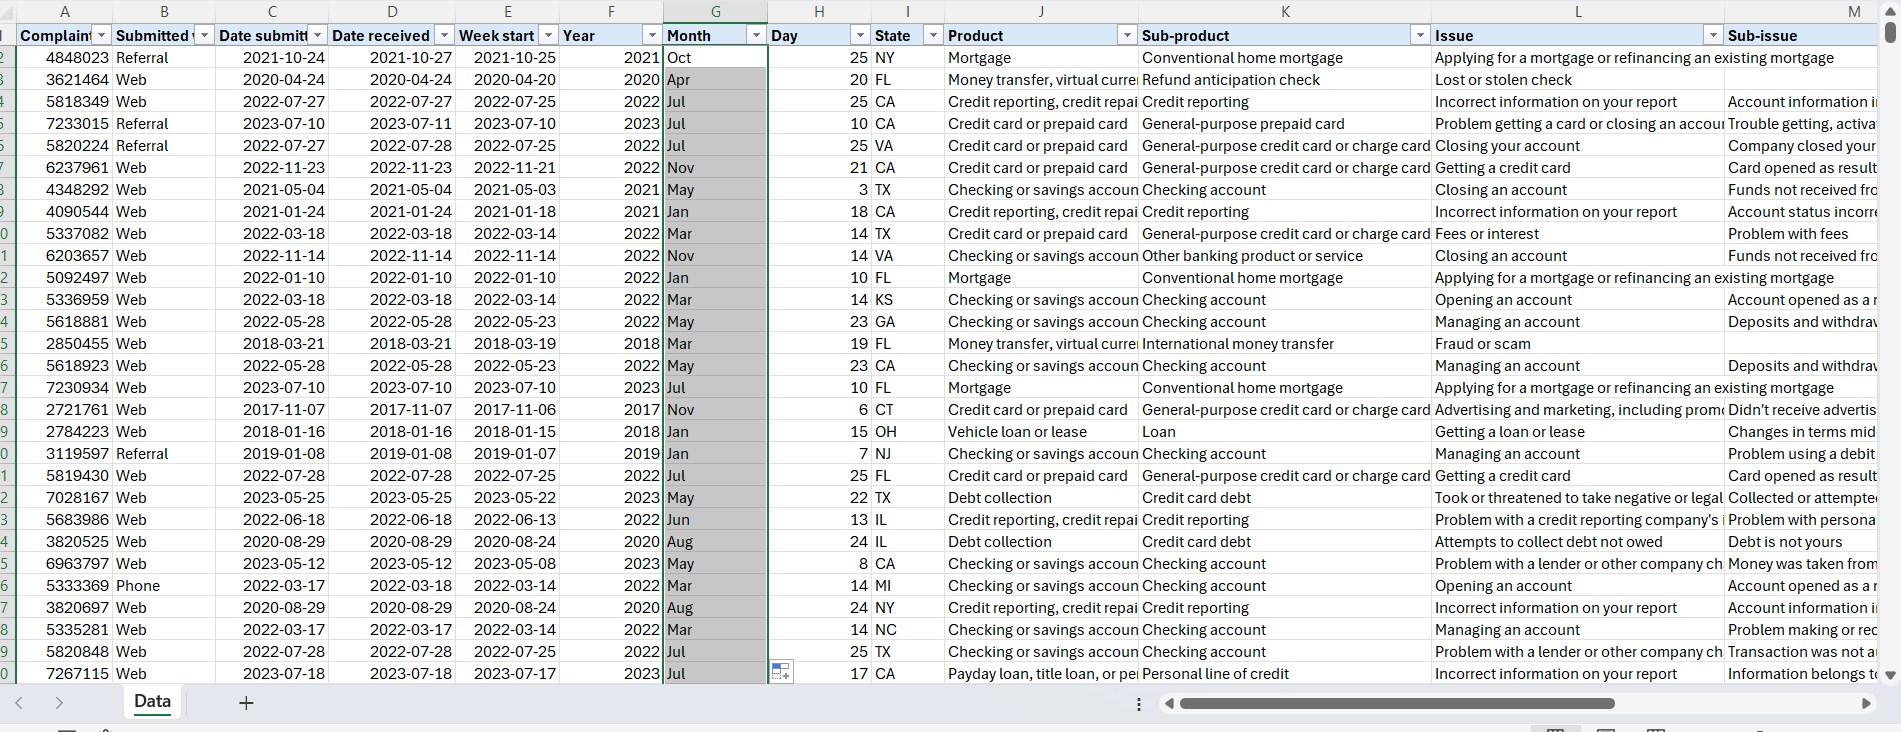 A B C D E F G H I J K L M
Complaint Submitted Date submitt Date received Week start Year Month Day State Product Sub-product Issue Sub-issue
4848023 Referral 2021-10-24 2021-10-27 2021-10-25 2021 Oct 25 NY Mortgage Conventional home mortgage Applying for a mortgage or refinancing an existing mortgage
3621464 Web 2020-04-24 2020-04-24 2020-04-20 2020 Apr 20 FL Money transfer, virtual curre Refund anticipation check Lost or stolen check
5818349 Web 2022-07-27 2022-07-27 2022-07-25 2022 Jul 25 CA Credit reporting, credit repai Credit reporting Incorrect information on your report Account information i
7233015 Referral 2023-07-10 2023-07-11 2023-07-10 2023 Jul 10 CA Credit card or prepaid card General-purpose prepaid card Problem getting a card or closing an accou Trouble getting, activa
5820224 Referral 2022-07-27 2022-07-28 2022-07-25 2022 Jul 25 VA Credit card or prepaid card General-purpose credit card or charge card Closing your account Company closed your
6237961 Web 2022-11-23 2022-11-23 2022-11-21 2022 Nov 21 CA Credit card or prepaid card General-purpose credit card or charge card Getting a credit card Card opened as result
4348292 Web 2021-05-04 2021-05-04 2021-05-03 2021 May 3 TX Checking or savings accoun Checking account Closing an account Funds not received fro
4090544 Web 2021-01-24 2021-01-24 2021-01-18 2021 Jan 18 CA Credit reporting, credit repai Credit reporting Incorrect information on your report Account status incorre
5337082 Web 2022-03-18 2022-03-18 2022-03-14 2022 Mar 14 TX Credit card or prepaid card General-purpose credit card or charge card Fees or interest Problem with fees
6203657 Web 2022-11-14 2022-11-14 2022-11-14 2022 Nov 14 VA Checking or savings accoun Other banking product or service Closing an account Funds not received fro
5092497 Web 2022-01-10 2022-01-10 2022-01-10 2022 Jan 10 FL Mortgage Conventional home mortgage Applying for a mortgage or refinancing an existing mortgage
5336959 Web 2022-03-18 2022-03-18 2022-03-14 2022 Mar 14 KS Checking or savings accoun Checking account Opening an account Account opened as a r
5618881 Web 2022-05-28 2022-05-28 2022-05-23 2022 May 23 GA Checking or savings accoun Checking account Managing an account Deposits and withdrav
2850455 Web 2018-03-21 2018-03-21 2018-03-19 2018 Mar 19 FL Money transfer, virtual curre International money transfer Fraud or scam
5618923 Web 2022-05-28 2022-05-28 2022-05-23 2022 May 23 CA Checking or savings accoun Checking account Managing an account Deposits and withdrav
7230934 Web 2023-07-10 2023-07-10 2023-07-10 2023 Jul 10 FL Mortgage Conventional home mortgage Applying for a mortgage or refinancing an existing mortgage
2721761 Web 2017-11-07 2017-11-07 2017-11-06 2017 Nov 6 CT Credit card or prepaid card General-purpose credit card or charge card Advertising and marketing, including promo Didn't receive advertis
2784223 Web 2018-01-16 2018-01-16 2018-01-15 2018 Jan 15 OH Vehicle loan or lease Loan Getting a loan or lease Changes in terms mid
3119597 Referral 2019-01-08 2019-01-08 2019-01-07 2019 Jan 7 NJ Checking or savings accoun Checking account Managing an account Problem using a debit
5819430 Web 2022-07-28 2022-07-28 2022-07-25 2022 Jul 25 FL Credit card or prepaid card General-purpose credit card or charge card Getting a credit card Card opened as result
7028167 Web 2023-05-25 2023-05-25 2023-05-22 2023 May 22 TX Debt collection Credit card debt Took or threatened to take negative or legal Collected or attempte
5683986 Web 2022-06-18 2022-06-18 2022-06-13 2022 Jun 13 IL Credit reporting, credit repai Credit reporting Problem with a credit reporting company's Problem with persona
3820525 Web 2020-08-29 2020-08-29 2020-08-24 2020 Aug 24 IL Debt collection Credit card debt Attempts to collect debt not owed Debt is not yours
6963797 Web 2023-05-12 2023-05-12 2023-05-08 2023 May 8 CA Checking or savings accoun Checking account Problem with a lender or other company ch Money was taken from
5333369 Phone 2022-03-17 2022-03-18 2022-03-14 2022 Mar 14 MI Checking or savings accoun Checking account Opening an account Account opened as a r
3820697 Web 2020-08-29 2020-08-29 2020-08-24 2020 Aug 24 NY Credit reporting, credit repai Credit reporting Incorrect information on your report Account information i
5335281 Web 2022-03-17 2022-03-17 2022-03-14 2022 Mar 14 NC Checking or savings accoun Checking account Managing an account Problem making or rec
5820848 Web 2022-07-28 2022-07-28 2022-07-25 2022 Jul 25 TX Checking or savings accoun Checking account Problem with a lender or other company ch Transaction was not a
7267115 Web 2023-07-18 2023-07-18 2023-07-17 2023 Jul 17 CA Payday loan, title loan, or pe Personal line of credit Incorrect information on your report Information belongs t
Data